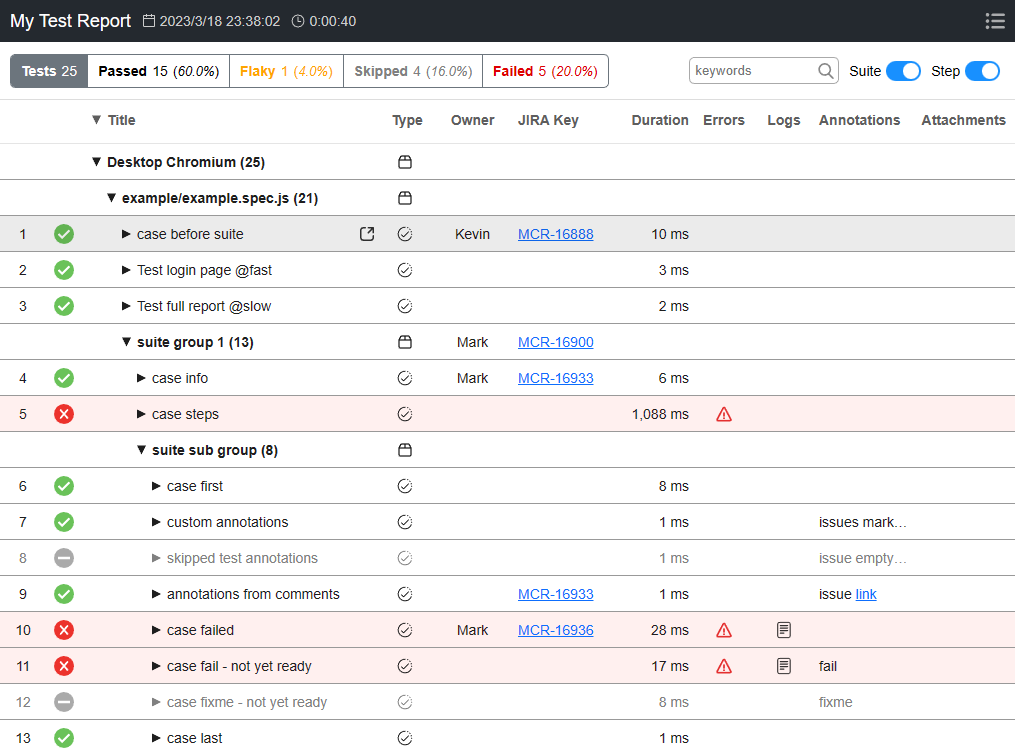 My Test Report 2023/3/18 23:38:02 0:00:40
Tests 25 Passed 15 (60.0%) Flaky 1 (4.0%) Skipped 4 (16.0%) Failed 5 (20.0%) keywords Suite Step
▼ Title Type Owner JIRA Key Duration Errors Logs Annotations Attachments
▼ Desktop Chromium (25)
▼ example/example.spec.js (21)
1 ▶ case before suite Kevin MCR-16888 10 ms
2 ▶ Test login page @fast 3 ms
3 ▶ Test full report @slow 2 ms
▼ suite group 1 (13) Mark MCR-16900
4 ▶ case info Mark MCR-16933 6 ms
5 ▶ case steps 1,088 ms
▼ suite sub group (8)
6 ▶ case first 8 ms
7 ▶ custom annotations 1 ms issues mark…
8 ▶ skipped test annotations 1 ms issue empty…
9 ▶ annotations from comments MCR-16933 1 ms issue link
10 ▶ case failed Mark MCR-16936 28 ms
11 ▶ case fail - not yet ready 17 ms fail
12 ▶ case fixme - not yet ready 8 ms fixme
13 ▶ case last 1 ms